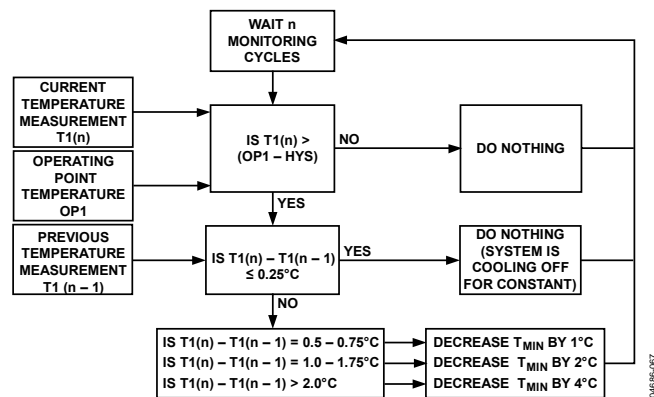 WAIT n
MONITORING
CYCLES
CURRENT
TEMPERATURE
MEASUREMENT
T1(n)
IS T1(n) >
(OP1 – HYS)
NO
DO NOTHING
OPERATING
POINT
TEMPERATURE
OP1
YES
PREVIOUS
TEMPERATURE
MEASUREMENT
T1 (n – 1)
IS T1(n) – T1(n – 1)
≤ 0.25°C
YES
DO NOTHING
(SYSTEM IS
COOLING OFF
FOR CONSTANT)
NO
IS T1(n) – T1(n – 1) = 0.5 – 0.75°C
IS T1(n) – T1(n – 1) = 1.0 – 1.75°C
IS T1(n) – T1(n – 1) > 2.0°C
DECREASE TMIN BY 1°C
DECREASE TMIN BY 2°C
DECREASE TMIN BY 4°C
04686-067